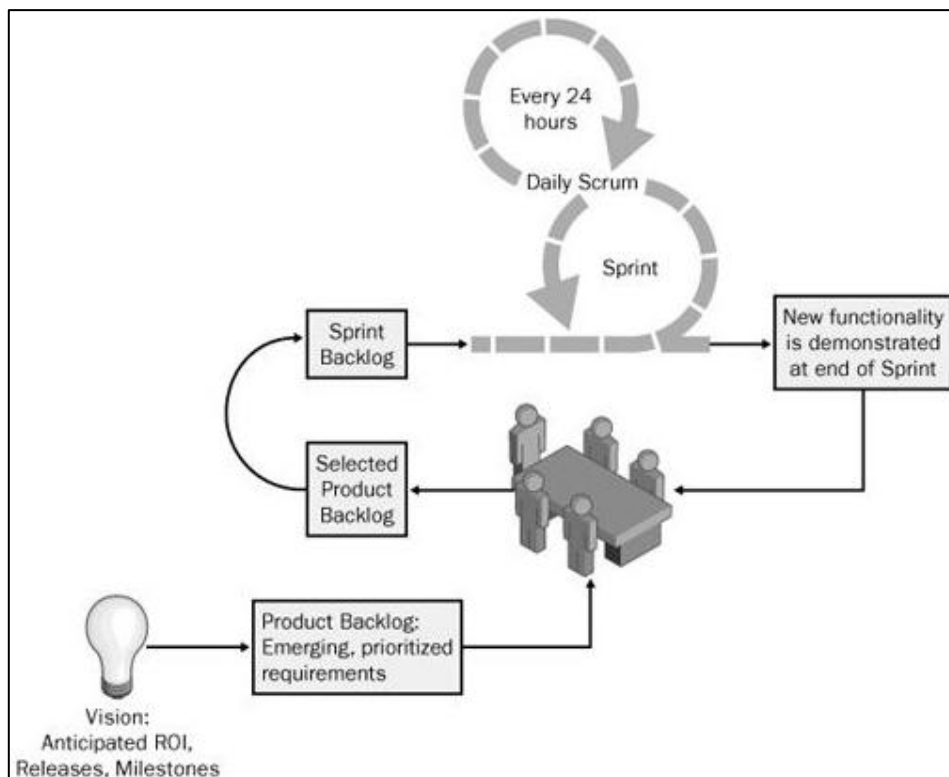 Every 24
hours
Daily Scrum
Sprint
Sprint
Backlog
New functionality
is demonstrated
at end of Sprint
Selected
Product
Backlog
Product Backlog:
Emerging, prioritized
requirements
Vision:
Anticipated ROI,
Releases, Milestones